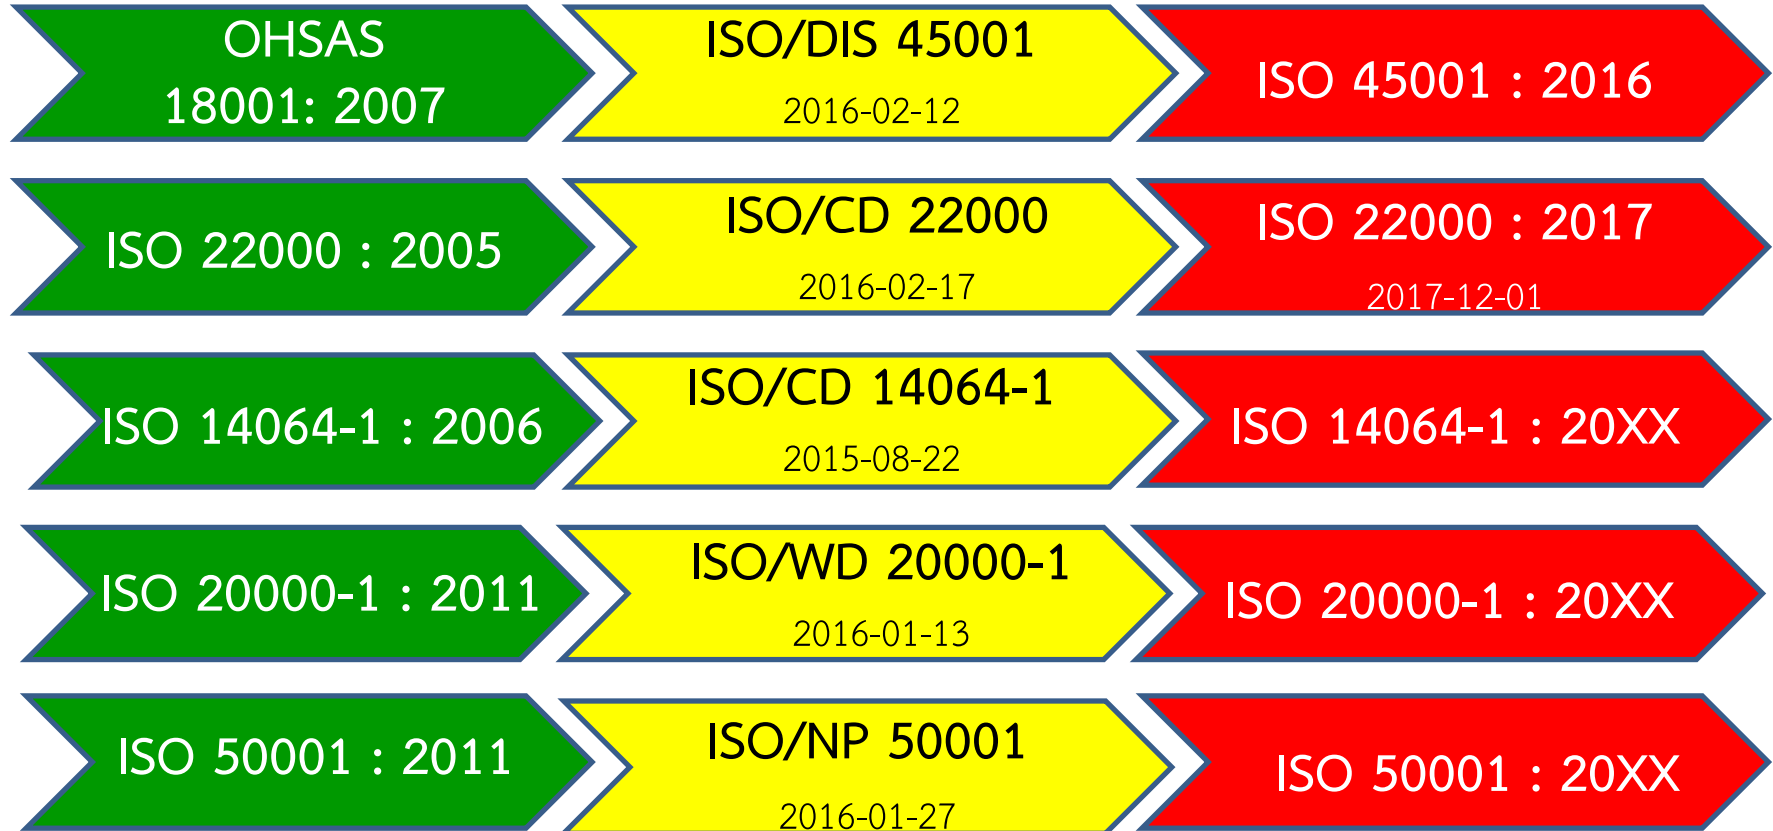 OHSAS
18001: 2007
ISO/DIS 45001
2016-02-12
ISO 45001 : 2016
ISO 22000 : 2005
ISO/CD 22000
2016-02-17
ISO 22000 : 2017
2017-12-01
ISO 14064-1 : 2006
ISO/CD 14064-1
2015-08-22
ISO 14064-1 : 20XX
ISO 20000-1 : 2011
ISO/WD 20000-1
2016-01-13
ISO 20000-1 : 20XX
ISO 50001 : 2011
ISO/NP 50001
2016-01-27
ISO 50001 : 20XX